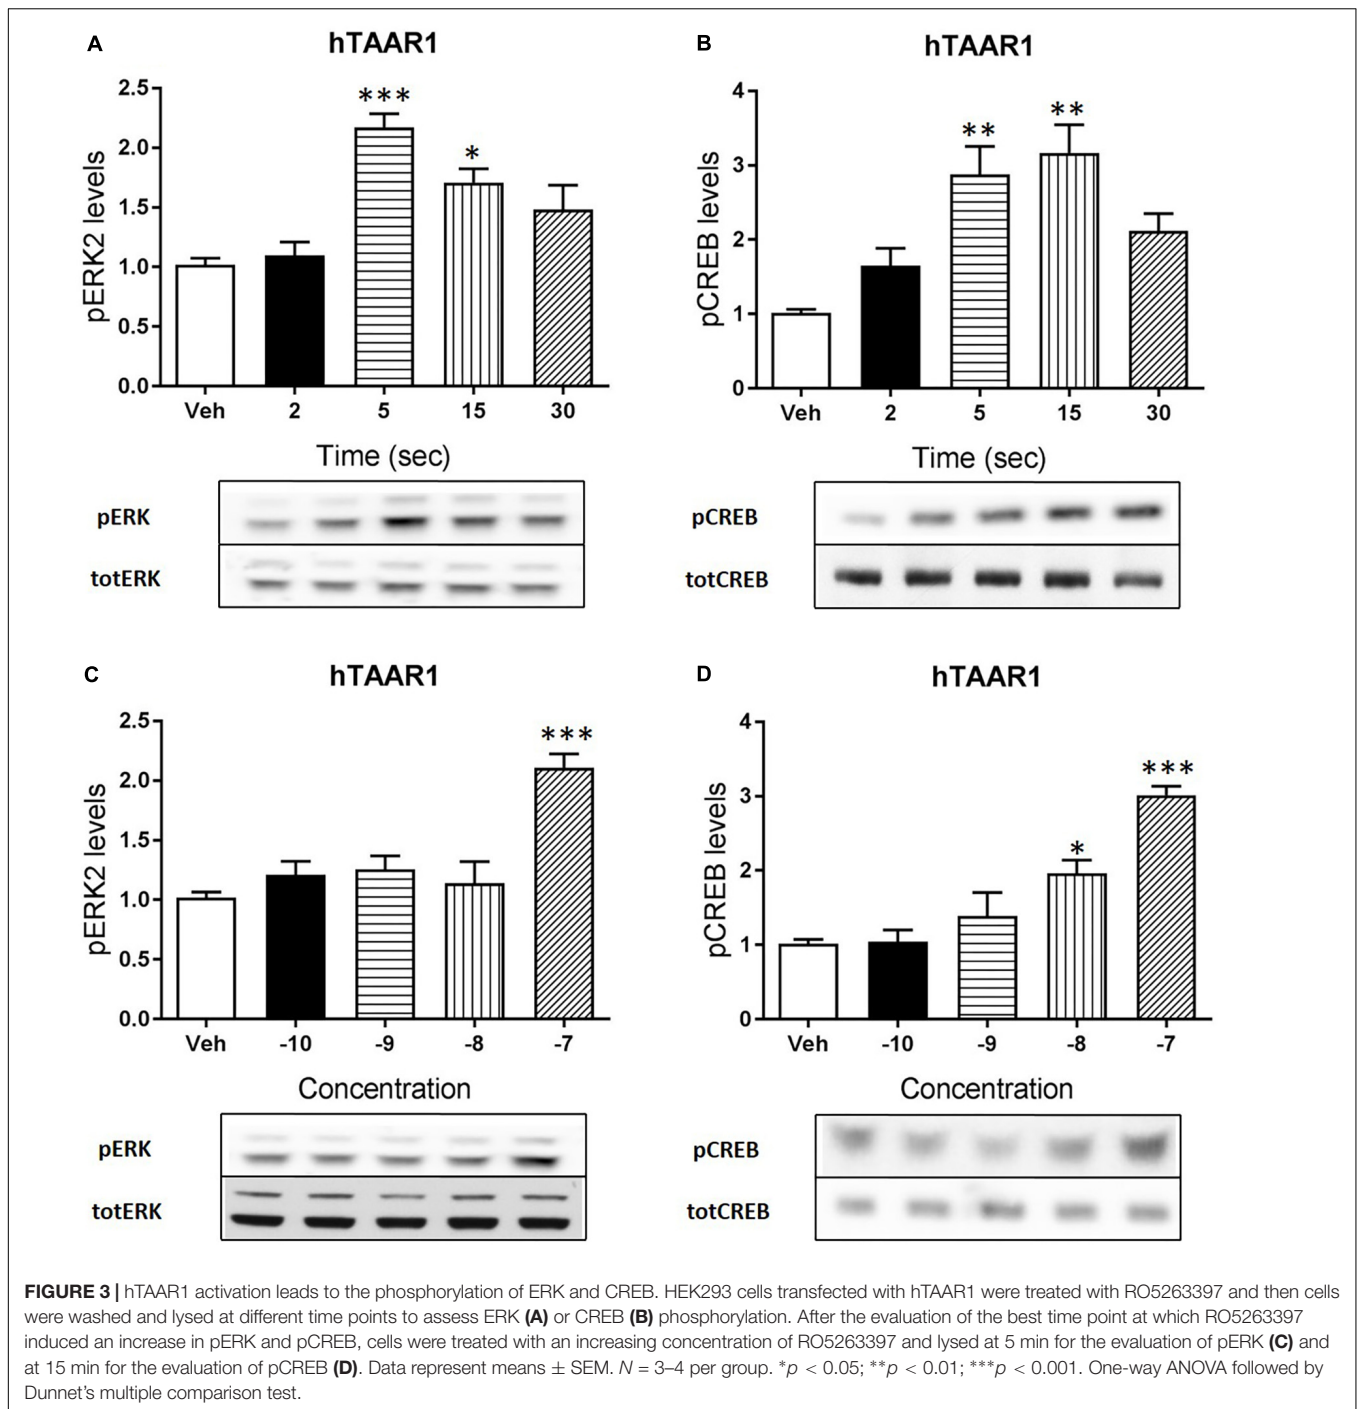 A
hTAAR1
***
*
2.5
2.0
1.5
1.0
0.5
0.0
pERK2 levels
Veh 2 5 15 30
Time (sec)
pERK
totERK
B
hTAAR1
**
**
4
3
2
1
0
pCREB levels
Veh 2 5 15 30
Time (sec)
pCREB
totCREB
C
hTAAR1
***
2.5
2.0
1.5
1.0
0.5
0.0
pERK2 levels
Veh -10 -9 -8 -7
Concentration
pERK
totERK
D
hTAAR1
***
*
4
3
2
1
0
pCREB levels
Veh -10 -9 -8 -7
Concentration
pCREB
totCREB
FIGURE 3 | hTAAR1 activation leads to the phosphorylation of ERK and CREB. HEK293 cells transfected with hTAAR1 were treated with RO5263397 and then cells
were washed and lysed at different time points to assess ERK (A) or CREB (B) phosphorylation. After the evaluation of the best time point at which RO5263397
induced an increase in pERK and pCREB, cells were treated with an increasing concentration of RO5263397 and lysed at 5 min for the evaluation of pERK (C) and
at 15 min for the evaluation of pCREB (D). Data represent means ± SEM. N = 3–4 per group. *p < 0.05; **p < 0.01; ***p < 0.001. One-way ANOVA followed by
Dunnet's multiple comparison test.